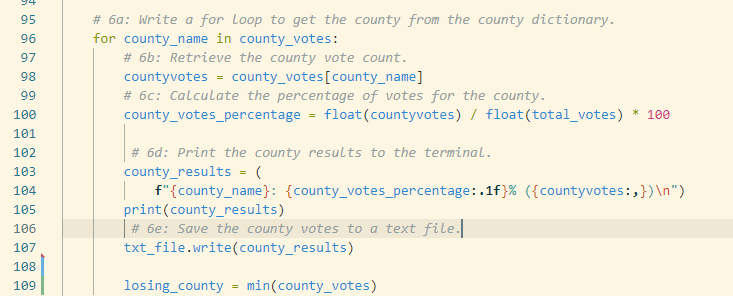 94
95 # 6a: Write a for loop to get the county from the county dictionary.
96 for county_name in county_votes:
97 # 6b: Retrieve the county vote count.
98 countyvotes = county_votes[county_name]
99 # 6c: Calculate the percentage of votes for the county.
100 county_votes_percentage = float(countyvotes) / float(total_votes) * 100
101
102 # 6d: Print the county results to the terminal.
103 county_results = (
104 f"{county_name}: {county_votes_percentage:.1f}% ({countyvotes:,})\n")
105 print(county_results)
106 # 6e: Save the county votes to a text file.
107 txt_file.write(county_results)
108
109 losing_county = min(county_votes)